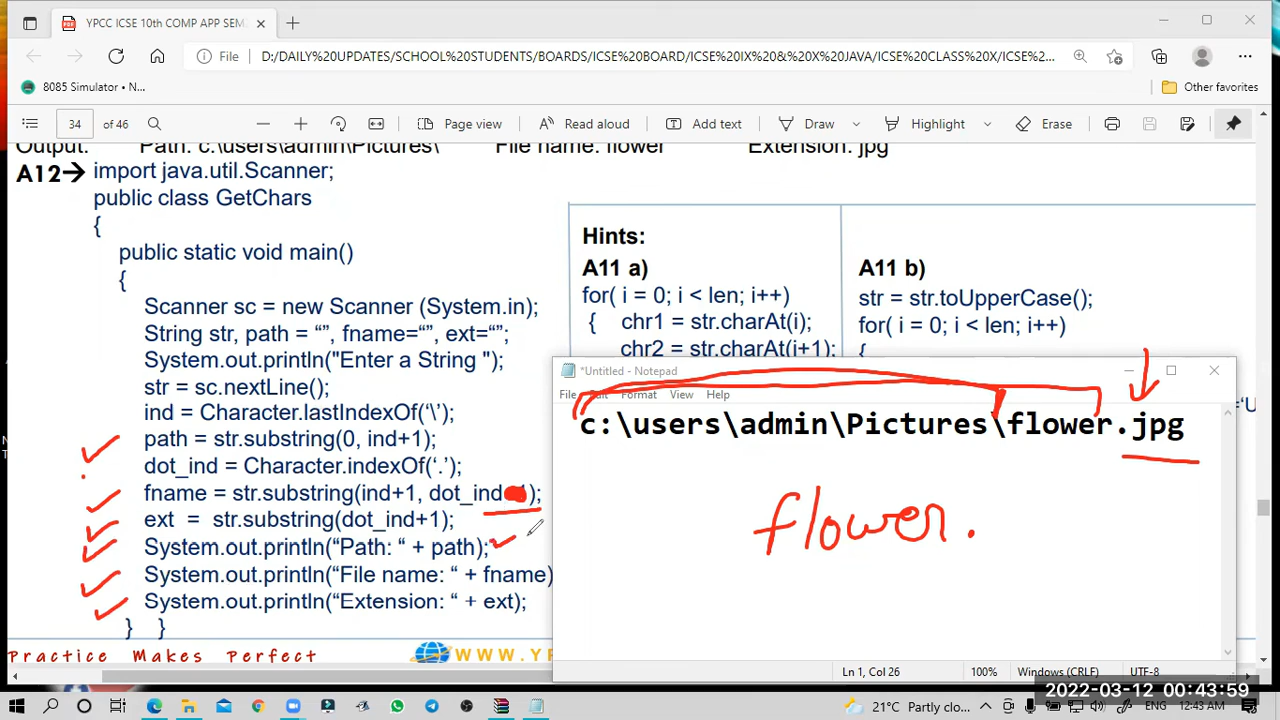 YPCC ICSE 10th COMP APP SEM
File
D:/DAILY%20UPDATES/SCHOOL%20STUDENTS/BOARDS/ICSE%20BOARD/ICSE%20IX%20&%20X%20JAVA/ICSE%20CLASS%20X/ICSE%2C...
8085 Simulator • N...
Other favorites
34 of 46
Page view
Read aloud
Add text
Draw
Highlight
Erase
Output: Path: c:\users\admin\Pictures\ File name: flower Extension: jpg
A12→ import java.util.Scanner;
public class GetChars
{
public static void main()
{
Scanner sc = new Scanner (System.in);
String str, path = “”, fname=“”, ext=“”;
System.out.println("Enter a String ");
str = sc.nextLine();
ind = Character.lastIndexOf(‘\’);
path = str.substring(0, ind+1);
dot_ind = Character.indexOf(‘.’);
fname = str.substring(ind+1, dot_ind 1);
ext = str.substring(dot_ind+1);
System.out.println(“Path: “ + path);
System.out.println(“File name: “ + fname)
System.out.println(“Extension: “ + ext);
} }
Hints:
A11 a)
for( i = 0; i < len; i++)
{ chr1 = str.charAt(i);
chr2 = str.charAt(i+1);
A11 b)
str = str.toUpperCase();
for( i = 0; i < len; i++)
{
*Untitled - Notepad
File Edit Format View Help
c:\users\admin\Pictures\flower.jpg
flower.
Ln 1, Col 26 100% Windows (CRLF) UTF-8
Practice Makes Perfect
WWW.YP
2022-03-12 00:43:59
21°C Partly clo...
ENG 12:43 AM